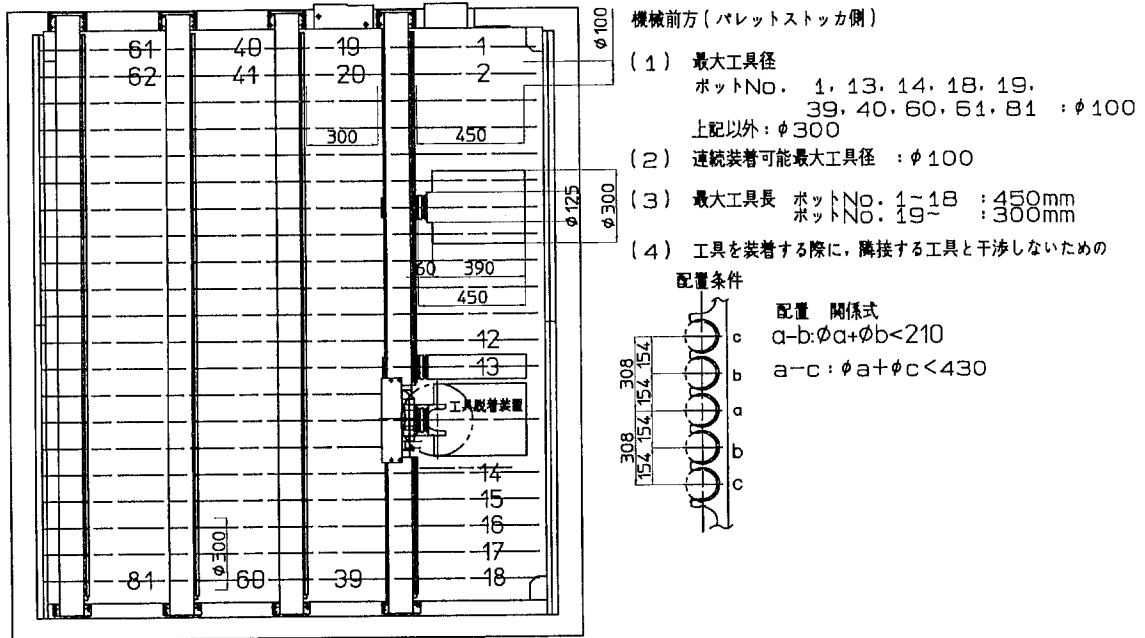 61 40 19 1
62 41 20 2
300 450
φ100
φ125
φ300
60 390
450
12
13
工具脱着装置
14
15
16
17
81 60 39 18
φ300
機械前方(パレットストッカ側)
(1) 最大工具径
ポットNo. 1, 13, 14, 18, 19,
39, 40, 60, 61, 81 : φ100
上記以外: φ300
(2) 連続装着可能最大工具径 : φ100
(3) 最大工具長 ポットNo. 1~18 : 450mm
ポットNo. 19~ : 300mm
(4) 工具を装着する際に, 隣接する工具と干渉しないための
配置条件
配置 関係式
a-b:φa+φb<210
a-c:φa+φc<430
308 154 c
154 b
a
308 154 b
154 c